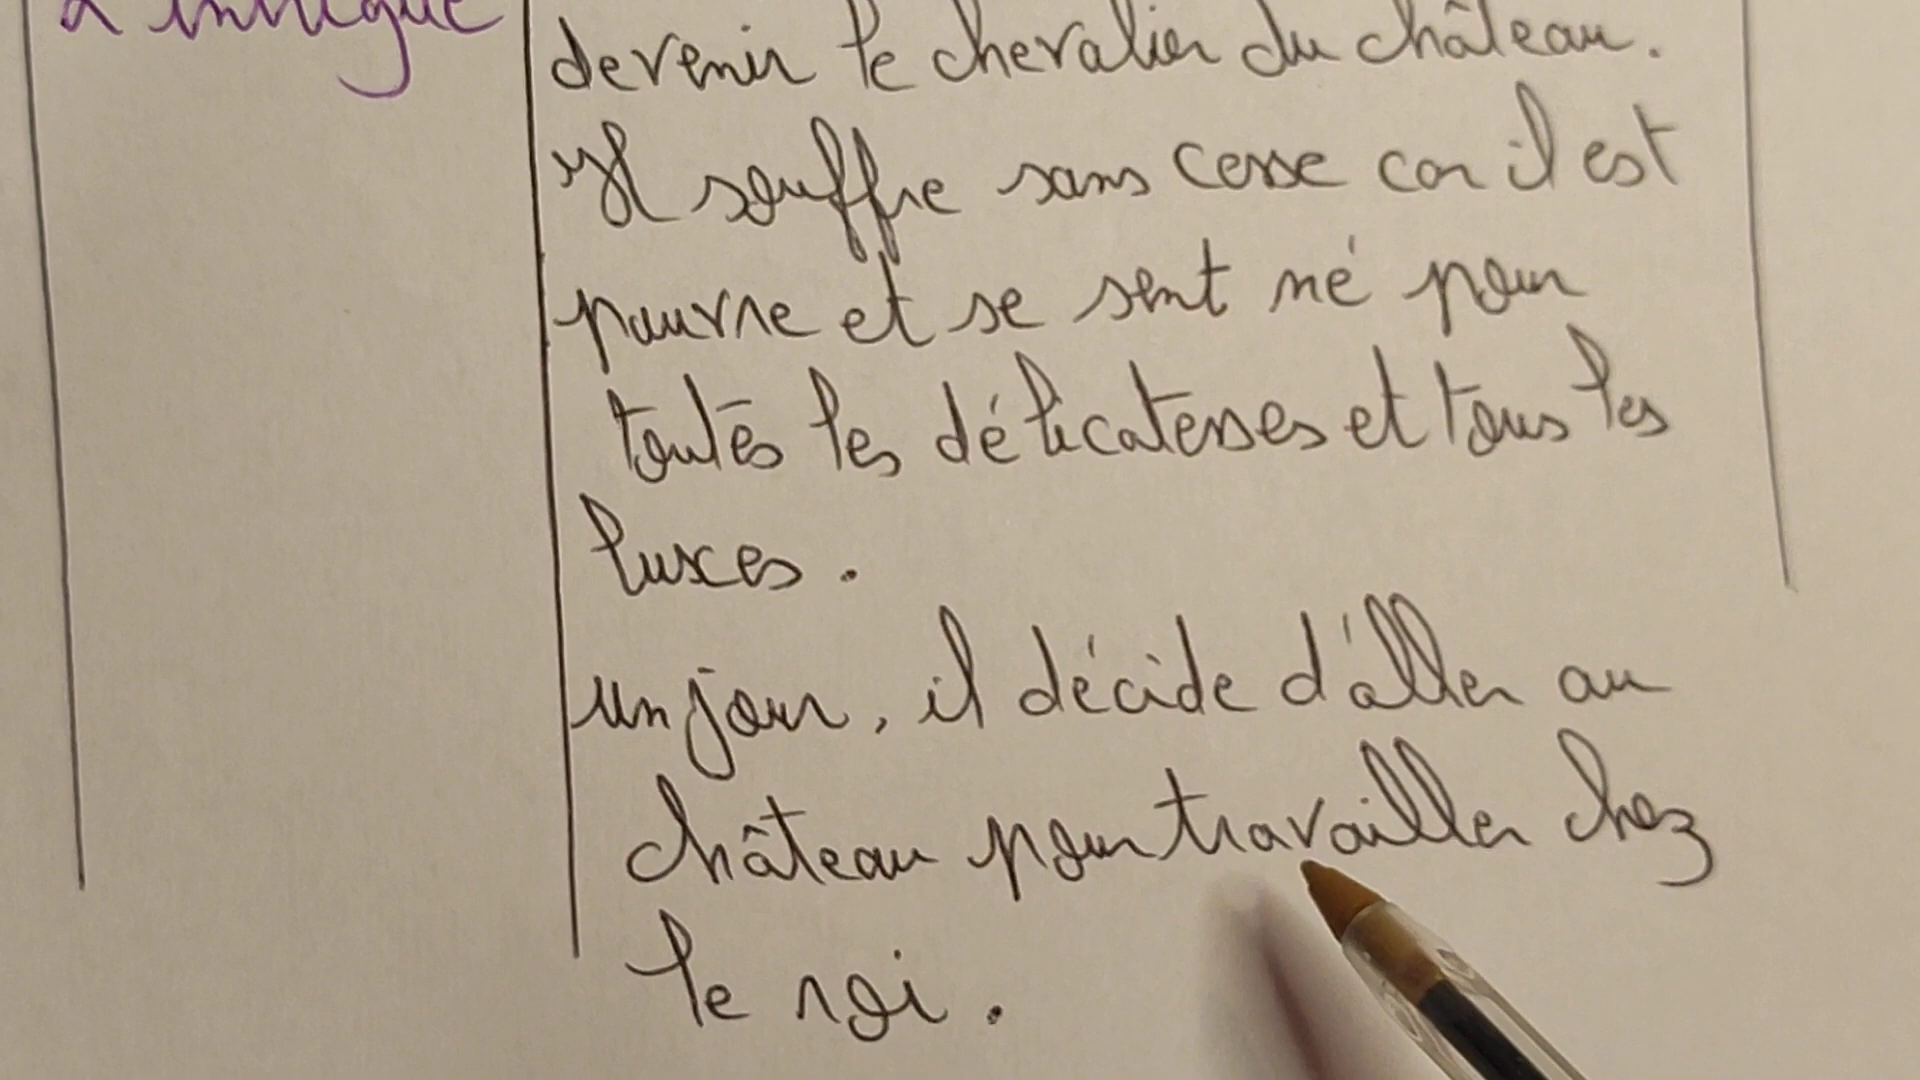 L'intrigue
devenir le chevalier du château.
Il souffre sans cesse car il est
pauvre et se sent né pour
toutes les délicatesses et tous les
luxes.
un jour, il décide d'aller au
château pour travailler chez
le roi.